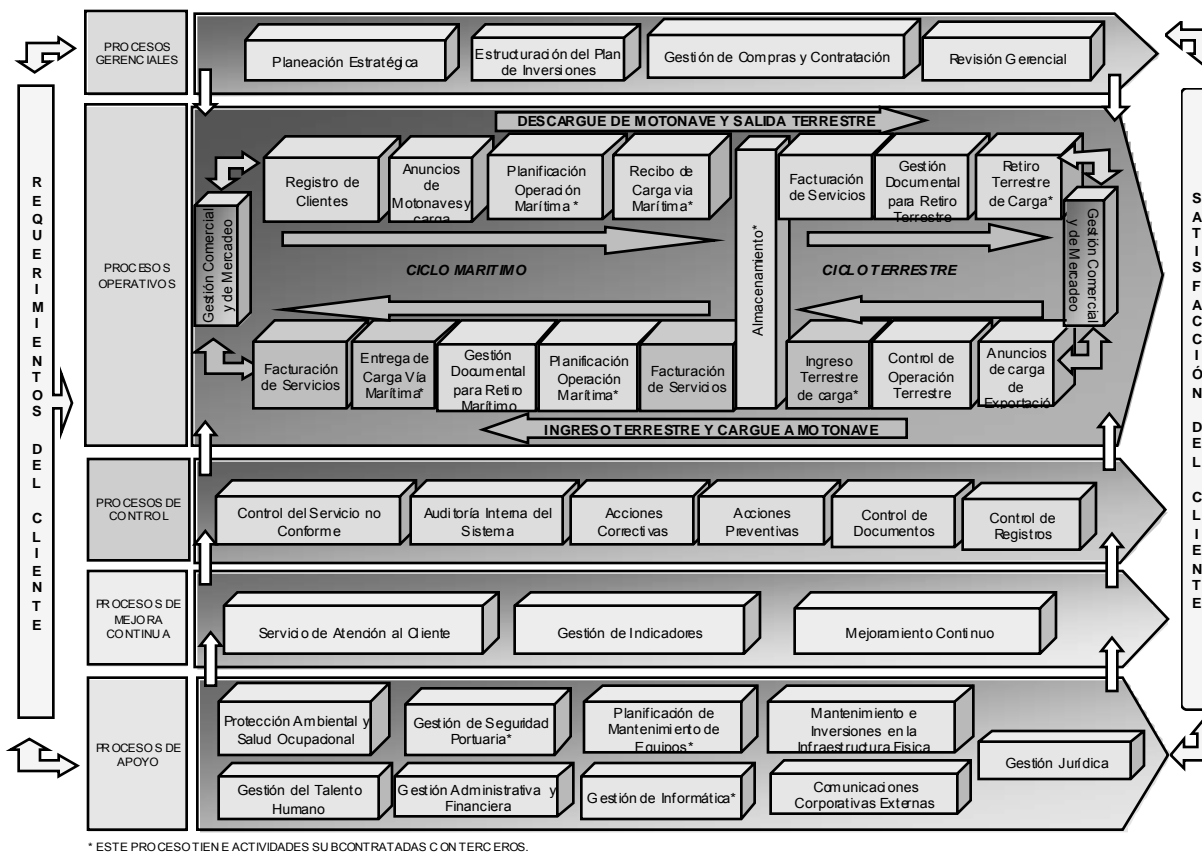 PROCESOS
GERENCIALES
Planeación Estratégica
Estructuración del Plan
de Inversiones
Gestión de Compras y Contratación
Revisión Gerencial
REQUERIMIENTOS DEL CLIENTE
PROCESOS
OPERATIVOS
DESCARGUE DE MOTONAVE Y SALIDA TERRESTRE
Gestión Comercial
y de Mercadeo
Registro de
Clientes
Anuncios
de
Motonaves y
carga
Planificación
Operación
Marítima *
Recibo de
Carga via
Marítima *
Almacenamiento*
Facturación
de Servicios
Gestión
Documental
para Retiro
Terrestre
Retiro
Terrestre
de Carga*
Gestión Comercial
y de Mercadeo
CICLO MARITIMO
CICLO TERRESTRE
Facturación
de Servicios
Entrega de
Carga Vía
Marítima*
Gestión
Documental
para Retiro
Marítimo
Planificación
Operación
Marítima*
Facturación
de Servicios
Ingreso
Terrestre
de carga*
Control de
Operación
Terrestre
Anuncios
de carga
de
Exportació
INGRESO TERRESTRE Y CARGUE A MOTONAVE
SATISFACCIÓN DEL CLIENTE
PROCESOS DE
CONTROL
Control del Servicio no
Conforme
Auditoría Interna del
Sistema
Acciones
Correctivas
Acciones
Preventivas
Control de
Documentos
Control de
Registros
PROCESOS DE
MEJORA
CONTINUA
Servicio de Atención al Cliente
Gestión de Indicadores
Mejoramiento Continuo
PROCESOS DE
APOYO
Protección Ambiental y
Salud Ocupacional
Gestión de Seguridad
Portuaria*
Planificación de
Mantenimiento de
Equipos *
Mantenimiento e
Inversiones en la
Infraestructura Fisica
Gestión Jurídica
Gestión del Talento
Humano
Gestión Administrativa y
Financiera
Gestión de Informática*
Comunicaciones
Corporativas Externas
* ESTE PROCESO TIENE ACTIVIDADES SUBCONTRATADAS CON TERCEROS.